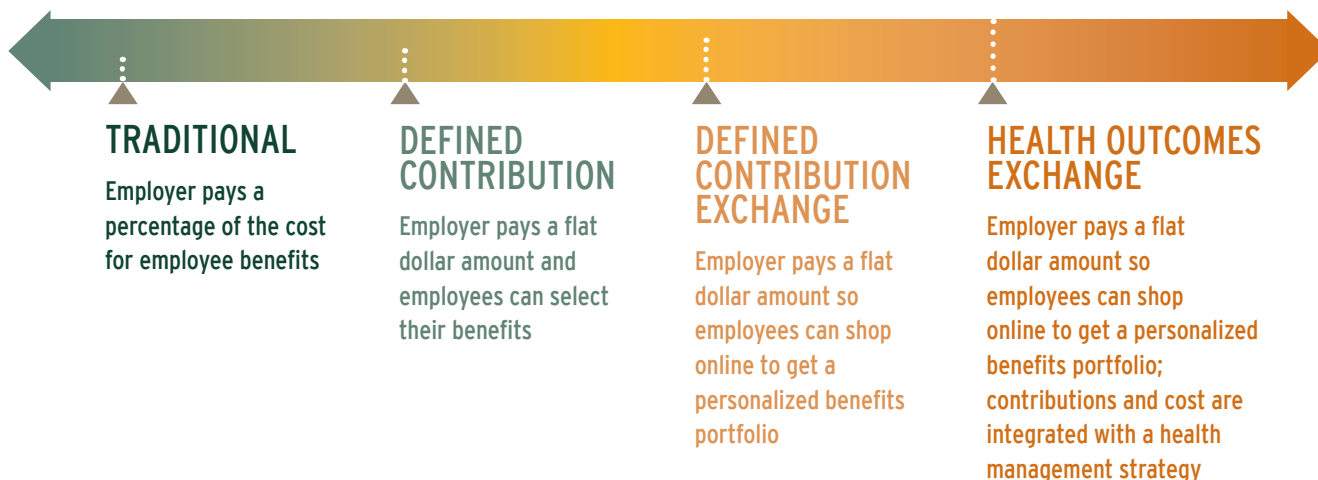 TRADITIONAL
Employer pays a
percentage of the cost
for employee benefits
DEFINED
CONTRIBUTION
Employer pays a flat
dollar amount and
employees can select
their benefits
DEFINED
CONTRIBUTION
EXCHANGE
Employer pays a flat
dollar amount so
employees can shop
online to get a
personalized benefits
portfolio
HEALTH OUTCOMES
EXCHANGE
Employer pays a flat
dollar amount so
employees can shop
online to get a personalized
benefits portfolio;
contributions and cost are
integrated with a health
management strategy